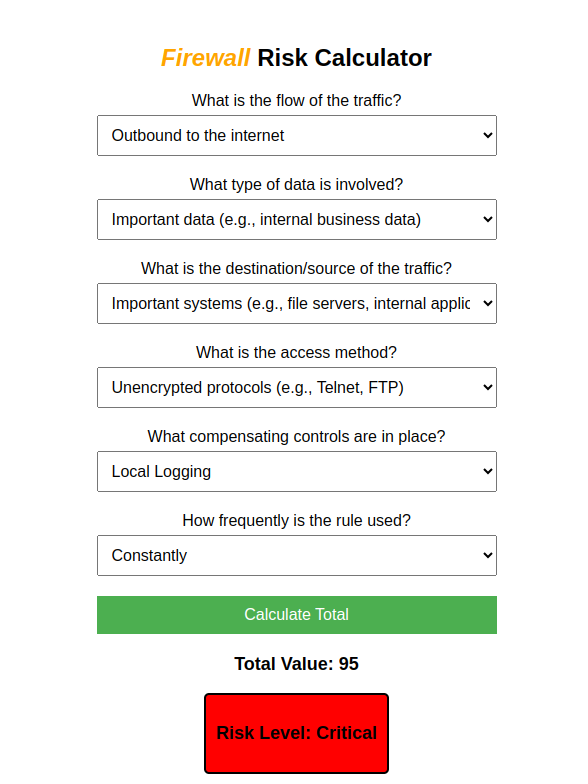 Firewall Risk Calculator
What is the flow of the traffic?
Outbound to the internet
What type of data is involved?
Important data (e.g., internal business data)
What is the destination/source of the traffic?
Important systems (e.g., file servers, internal applic
What is the access method?
Unencrypted protocols (e.g., Telnet, FTP)
What compensating controls are in place?
Local Logging
How frequently is the rule used?
Constantly
Calculate Total
Total Value: 95
Risk Level: Critical